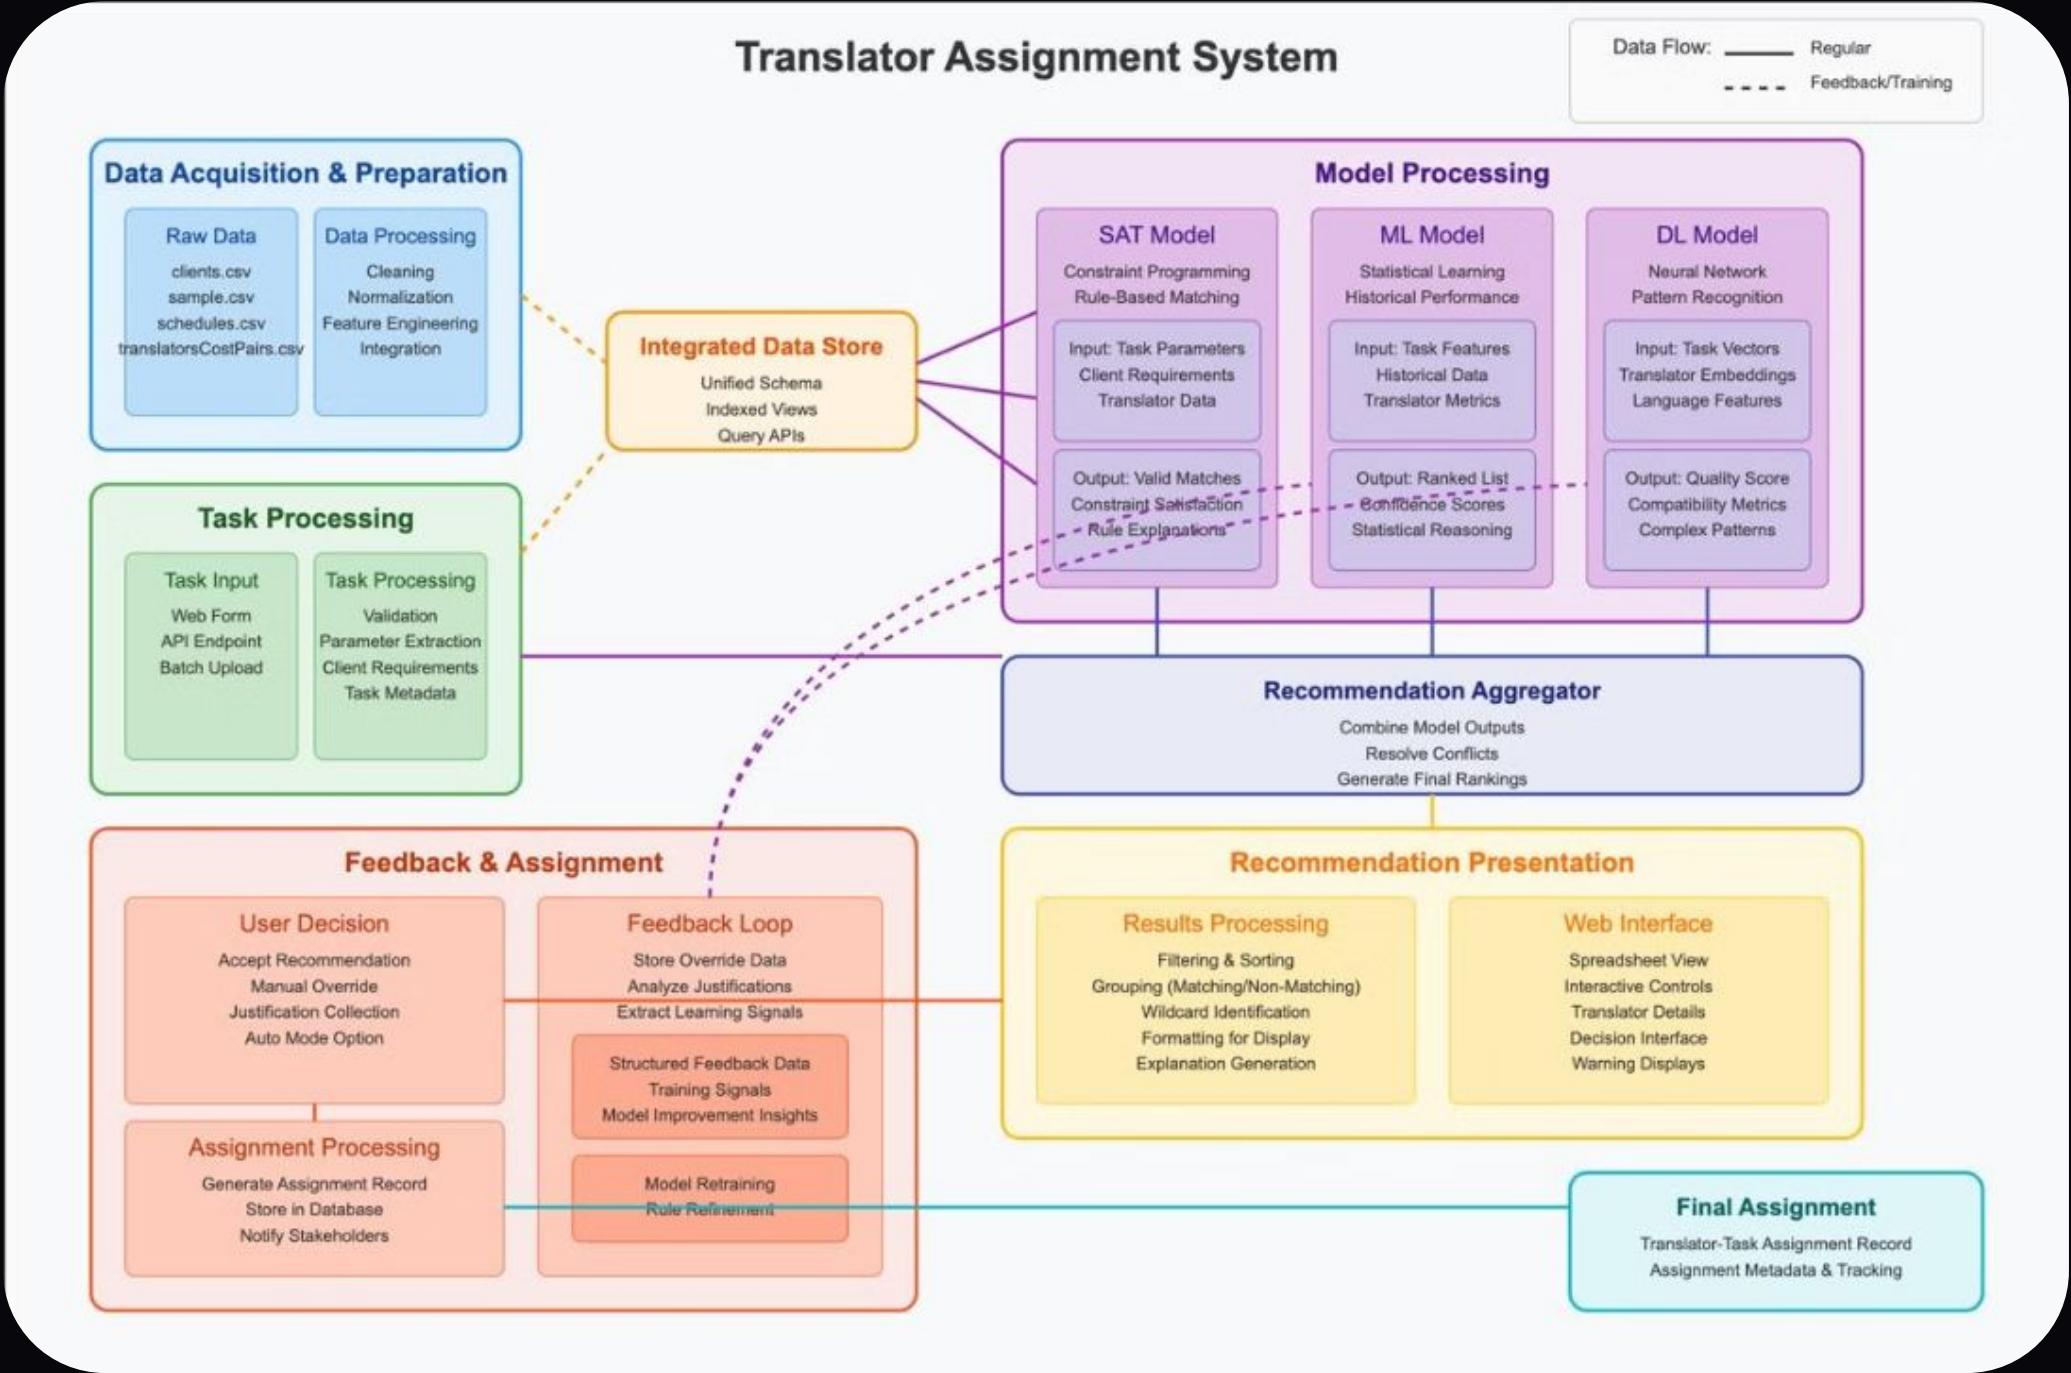 Translator Assignment System
Data Flow:
Regular
Feedback/Training
Data Acquisition & Preparation
Raw Data
clients.csv
sample.csv
schedules.csv
translatorsCostPairs.csv
Data Processing
Cleaning
Normalization
Feature Engineering
Integration
Integrated Data Store
Unified Schema
Indexed Views
Query APIs
Model Processing
SAT Model
Constraint Programming
Rule-Based Matching
Input: Task Parameters
Client Requirements
Translator Data
Output: Valid Matches
Constraint Satisfaction
Rule Explanations
ML Model
Statistical Learning
Historical Performance
Input: Task Features
Historical Data
Translator Metrics
Output: Ranked List
Confidence Scores
Statistical Reasoning
DL Model
Neural Network
Pattern Recognition
Input: Task Vectors
Translator Embeddings
Language Features
Output: Quality Score
Compatibility Metrics
Complex Patterns
Task Processing
Task Input
Web Form
API Endpoint
Batch Upload
Task Processing
Validation
Parameter Extraction
Client Requirements
Task Metadata
Recommendation Aggregator
Combine Model Outputs
Resolve Conflicts
Generate Final Rankings
Feedback & Assignment
User Decision
Accept Recommendation
Manual Override
Justification Collection
Auto Mode Option
Assignment Processing
Generate Assignment Record
Store in Database
Notify Stakeholders
Feedback Loop
Store Override Data
Analyze Justifications
Extract Learning Signals
Structured Feedback Data
Training Signals
Model Improvement Insights
Model Retraining
Rule Refinement
Recommendation Presentation
Results Processing
Filtering & Sorting
Grouping (Matching/Non-Matching)
Wildcard Identification
Formatting for Display
Explanation Generation
Web Interface
Spreadsheet View
Interactive Controls
Translator Details
Decision Interface
Warning Displays
Final Assignment
Translator-Task Assignment Record
Assignment Metadata & Tracking